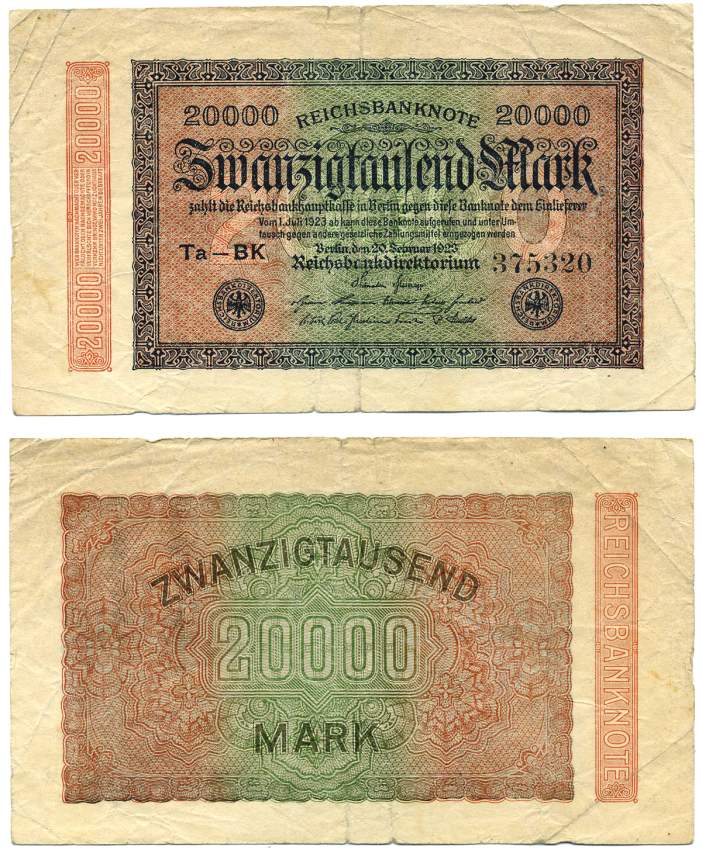 20000
REICHSBANKNOTE
20000
Zwanzigtausend Mark
zahlt die Reichsbankhauptkasse in Berlin gegen diese Banknote dem Einlieferer
Vom 1. Juli 1923 ab kann diese Banknote aufgerufen und unter Um-
tausch gegen andere gesetzliche Zahlungsmittel eingezogen werden
Berlin, den 20. Februar 1923
Ta – BK
Reichsbankdirektorium
375320
20000
20000
ZWANZIGTAUSEND
20000
MARK
REICHSBANKNOTE